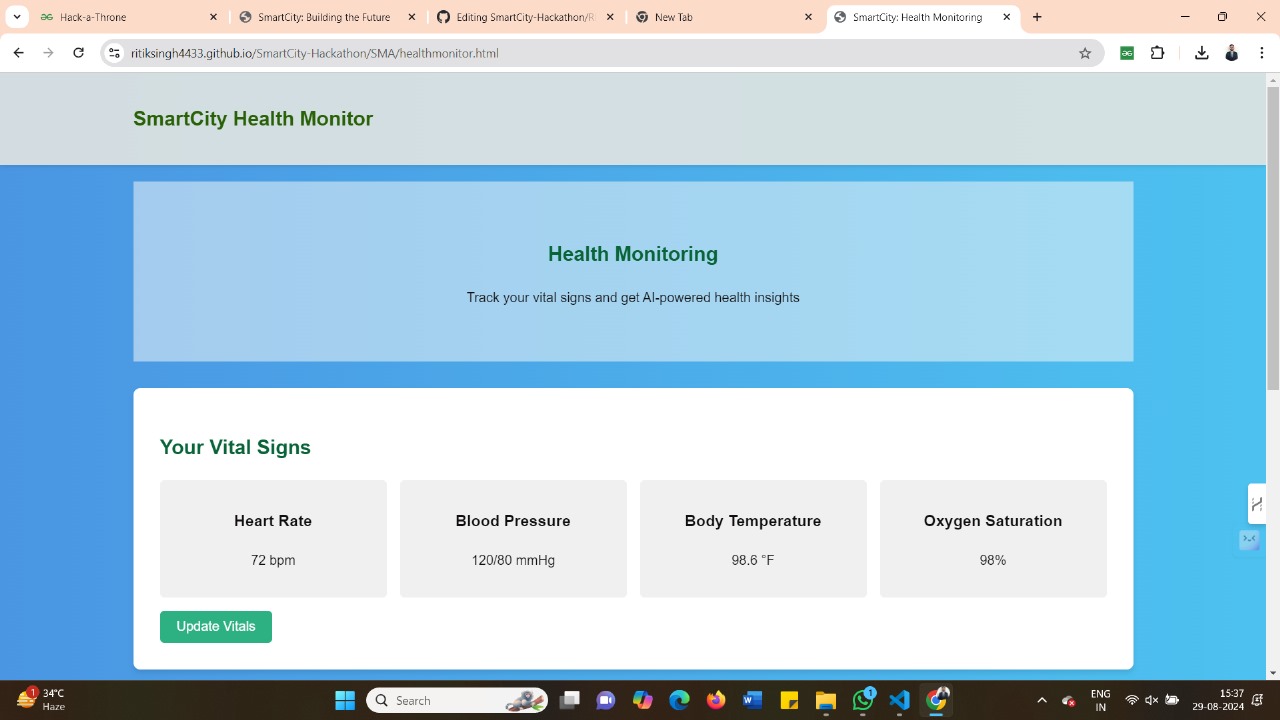 Hack-a-Throne
SmartCity: Building the Future
Editing SmartCity-Hackathon/R
New Tab
SmartCity: Health Monitoring
ritiksingh4433.github.io/SmartCity-Hackathon/SMA/healthmonitor.html
SmartCity Health Monitor
Health Monitoring
Track your vital signs and get AI-powered health insights
Your Vital Signs
Heart Rate
72 bpm
Blood Pressure
120/80 mmHg
Body Temperature
98.6 °F
Oxygen Saturation
98%
Update Vitals
1
34°C
Haze
Search
1
ENG
IN
15:37
29-08-2024